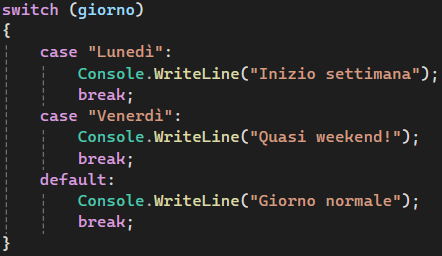 switch (giorno)
{
    case "Lunedì":
        Console.WriteLine("Inizio settimana");
        break;
    case "Venerdì":
        Console.WriteLine("Quasi weekend!");
        break;
    default:
        Console.WriteLine("Giorno normale");
        break;
}